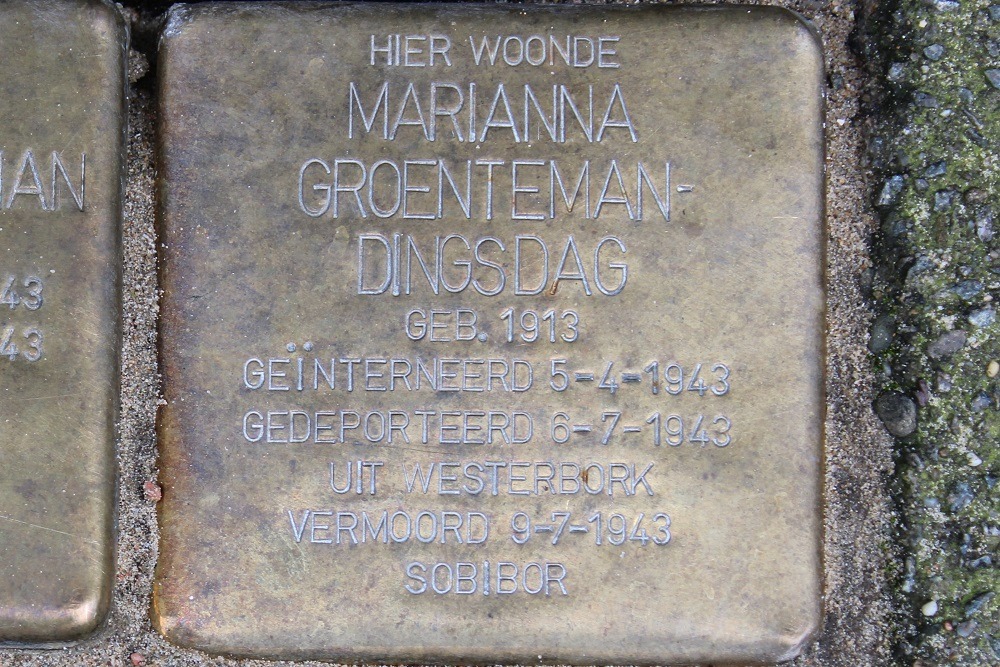 HIER WOONDE
MARIANNA
GROENTEMAN-
DINGSDAG
GEB. 1913
GEÏNTERNEERD 5-4-1943
GEDEPORTEERD 6-7-1943
UIT WESTERBORK
VERMOORD 9-7-1943
SOBIBOR